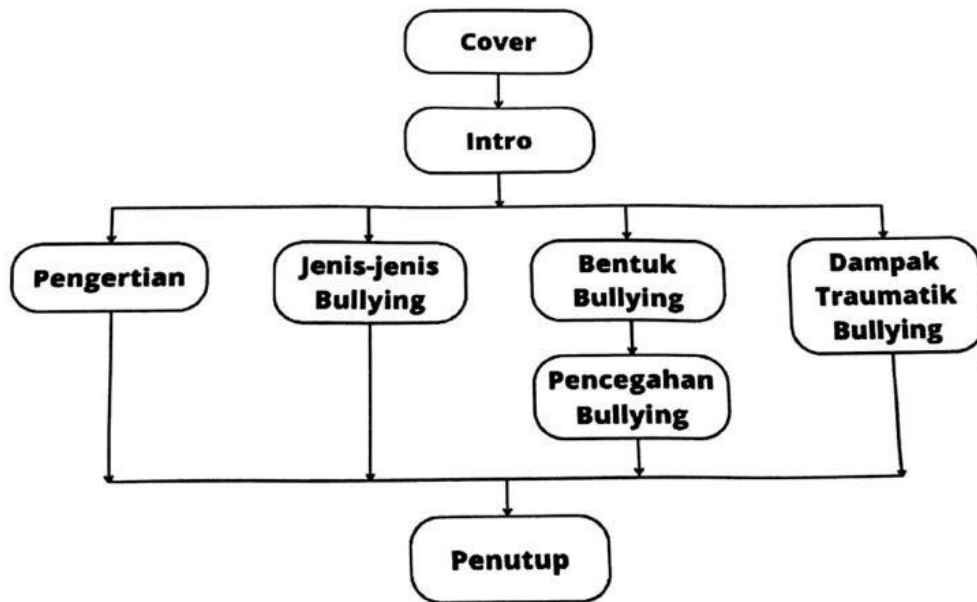 Cover
Intro
Pengertian
Jenis-jenis
Bullying
Bentuk
Bullying
Dampak
Traumatik
Bullying
Pencegahan
Bullying
Penutup